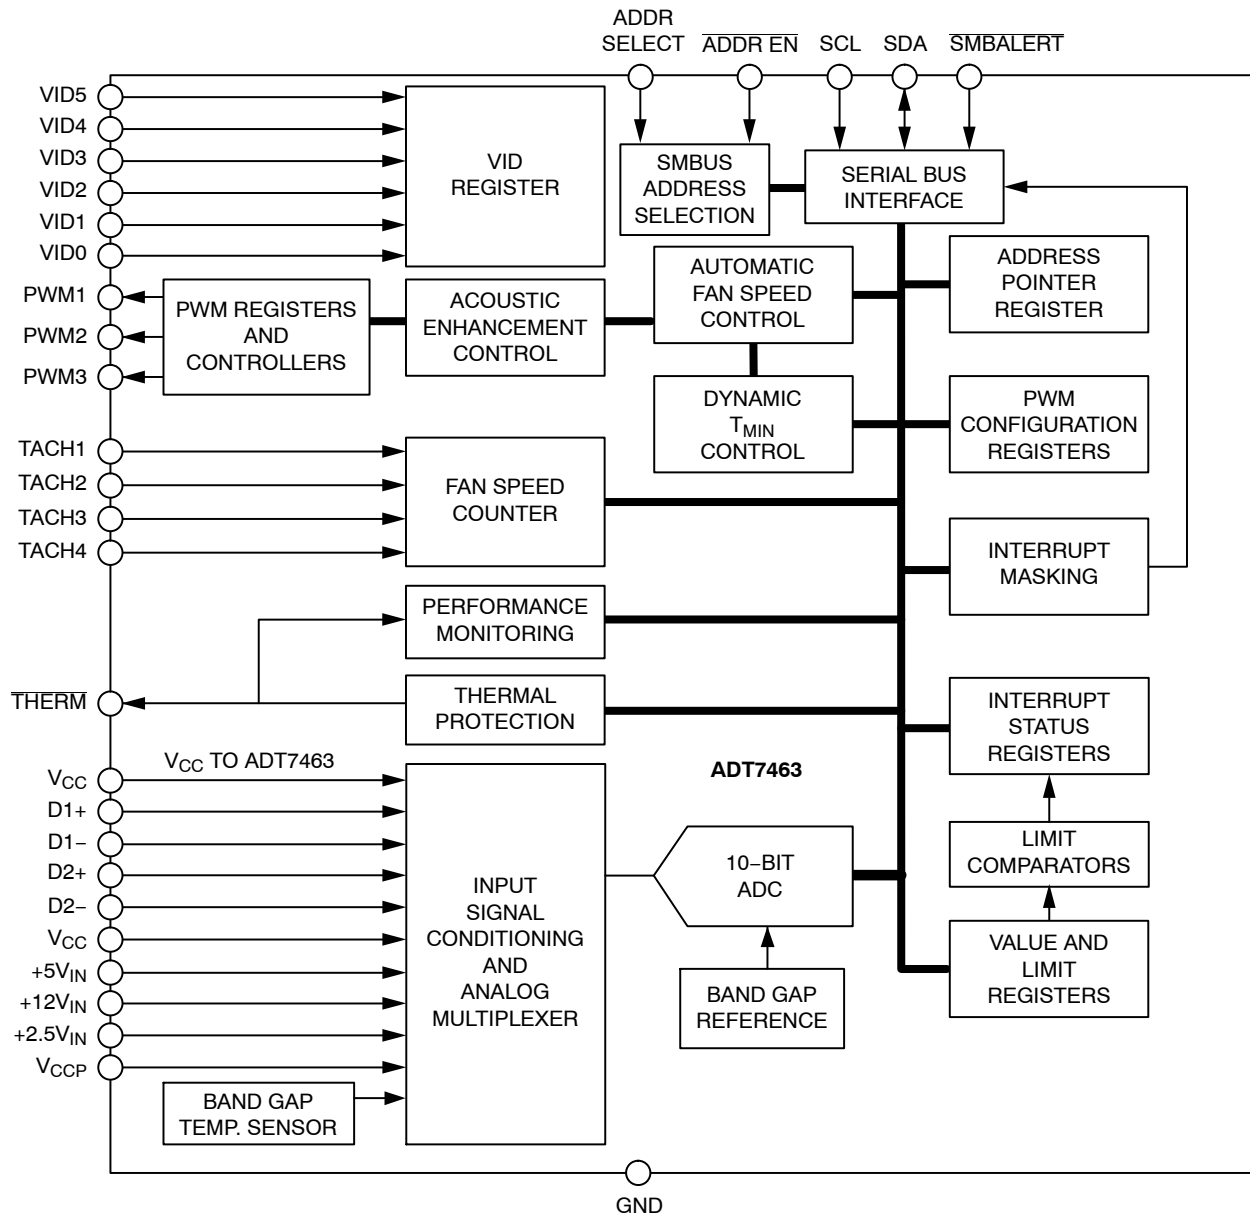 ADDR
SELECT
ADDR EN
SCL
SDA
SMBALERT
VID5
VID4
VID3
VID2
VID1
VID0
VID
REGISTER
SMBUS
ADDRESS
SELECTION
SERIAL BUS
INTERFACE
PWM1
PWM2
PWM3
PWM REGISTERS
AND
CONTROLLERS
ACOUSTIC
ENHANCEMENT
CONTROL
AUTOMATIC
FAN SPEED
CONTROL
ADDRESS
POINTER
REGISTER
DYNAMIC
TMIN
CONTROL
PWM
CONFIGURATION
REGISTERS
TACH1
TACH2
TACH3
TACH4
FAN SPEED
COUNTER
INTERRUPT
MASKING
PERFORMANCE
MONITORING
THERM
THERMAL
PROTECTION
INTERRUPT
STATUS
REGISTERS
VCC TO ADT7463
ADT7463
VCC
D1+
D1−
D2+
D2−
VCC
+5VIN
+12VIN
+2.5VIN
VCCP
INPUT
SIGNAL
CONDITIONING
AND
ANALOG
MULTIPLEXER
10−BIT
ADC
LIMIT
COMPARATORS
VALUE AND
LIMIT
REGISTERS
BAND GAP
REFERENCE
BAND GAP
TEMP. SENSOR
GND